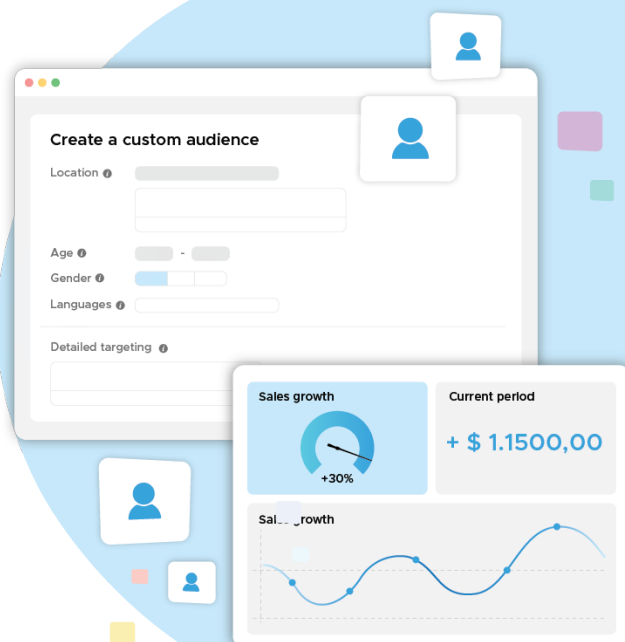 Create a custom audience
Location
Age -
Gender
Languages
Detailed targeting
Sales growth
+30%
Current period
+ $ 1.1500,00
Sales growth